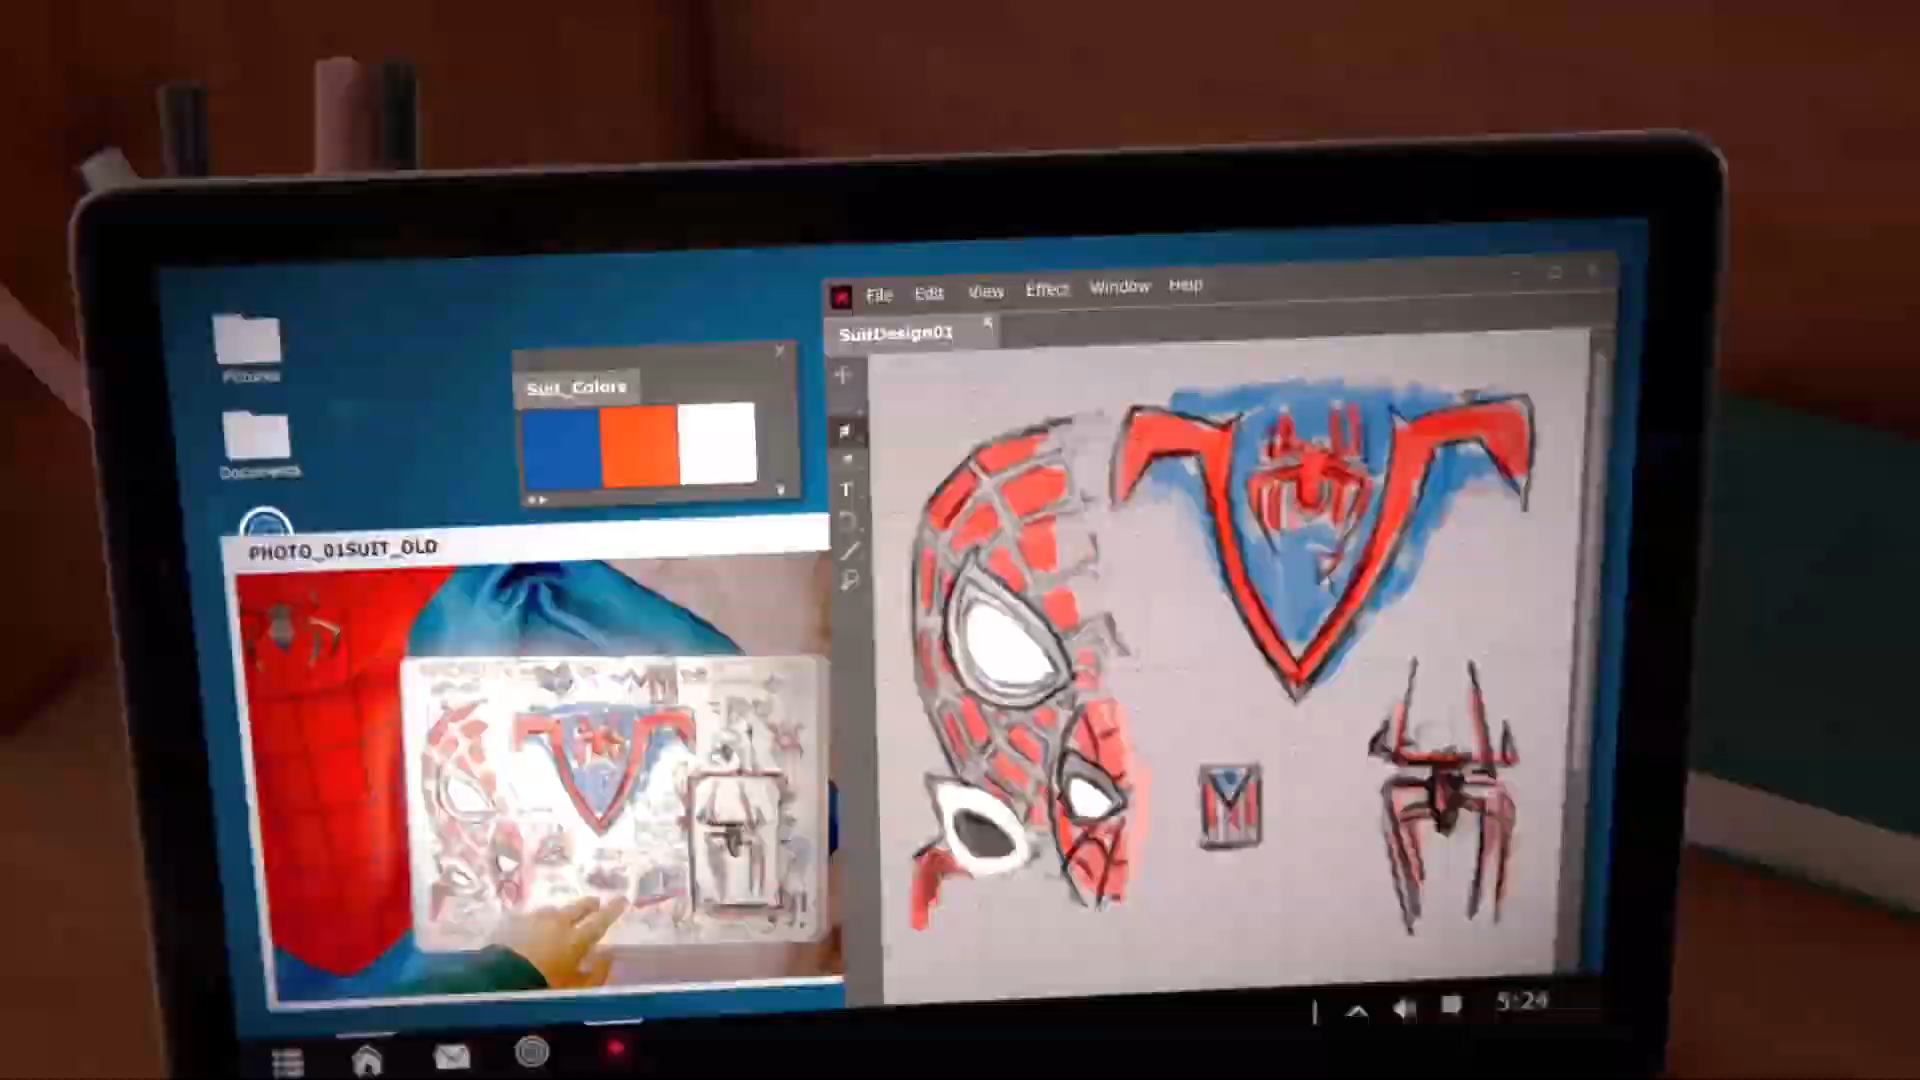 File Edit View Effect Window Help
SuitDesign01
Pictures
Suit_Colors
Documents
T
PHOTO_01SUIT_OLD
5:24